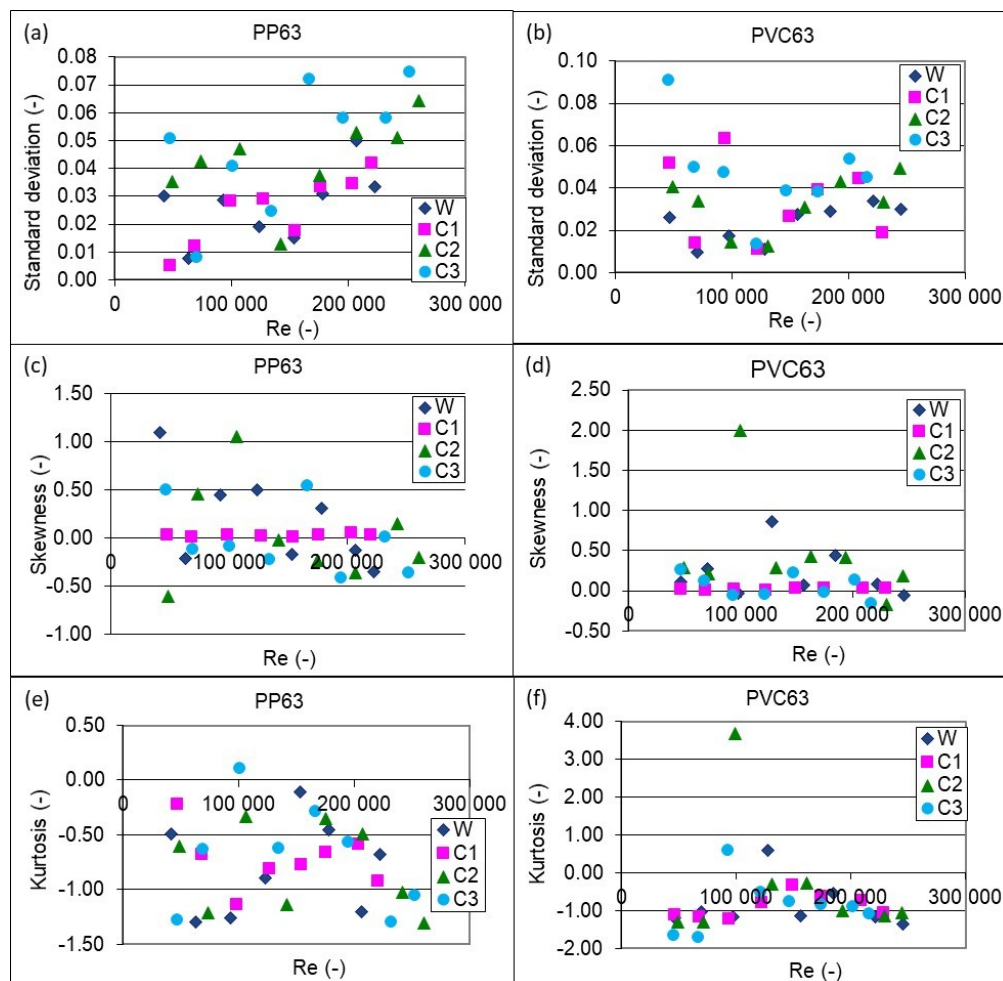 (a)
PP63
Standard deviation (-)
0.08
0.07
0.06
0.05
0.04
0.03
0.02
0.01
0.00
W
C1
C2
C3
0
100 000
200 000
300 000
Re (-)
(b)
PVC63
Standard deviation (-)
0.10
0.08
0.06
0.04
0.02
0.00
W
C1
C2
C3
0
100 000
200 000
300 000
Re (-)
(c)
PP63
Skewness (-)
1.50
1.00
0.50
0.00
-0.50
-1.00
W
C1
C2
C3
0
100 000
200 000
300 000
Re (-)
(d)
PVC63
Skewness (-)
2.50
2.00
1.50
1.00
0.50
0.00
-0.50
W
C1
C2
C3
0
100 000
200 000
300 000
Re (-)
(e)
PP63
Kurtosis (-)
0.50
0.00
-0.50
-1.00
-1.50
0
100 000
200 000
300 000
W
C1
C2
C3
Re (-)
(f)
PVC63
Kurtosis (-)
4.00
3.00
2.00
1.00
0.00
-1.00
-2.00
W
C1
C2
C3
0
100 000
200 000
300 000
Re (-)